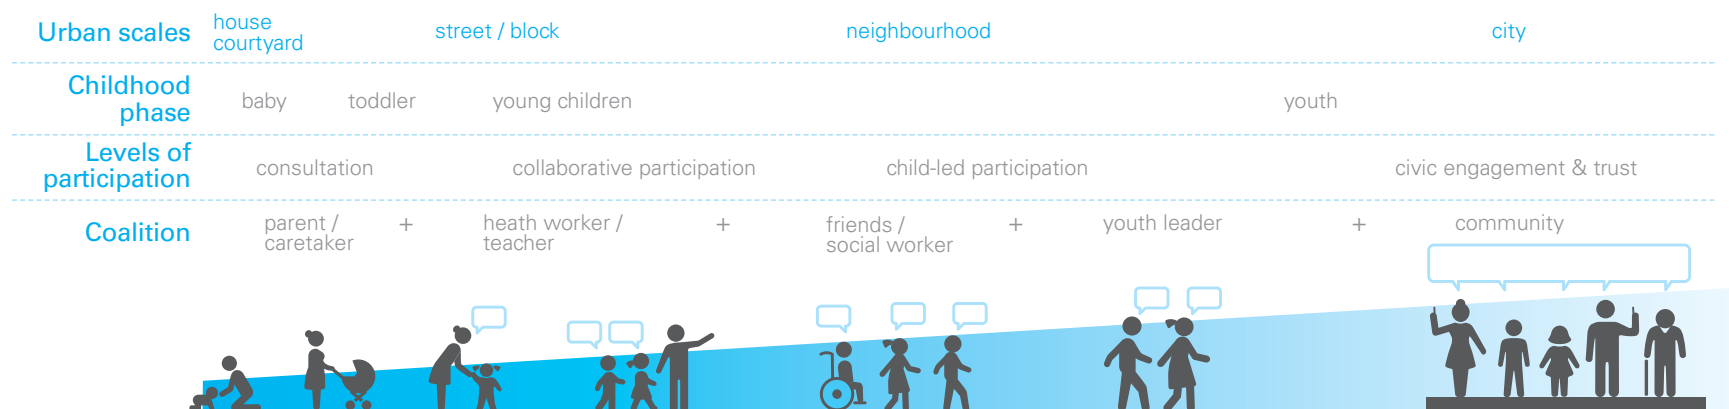 Urban scales
house
courtyard
street / block
neighbourhood
city
Childhood
phase
baby
toddler
young children
youth
Levels of
participation
consultation
collaborative participation
child-led participation
civic engagement & trust
Coalition
parent /
caretaker
+
heath worker /
teacher
+
friends /
social worker
+
youth leader
+
community